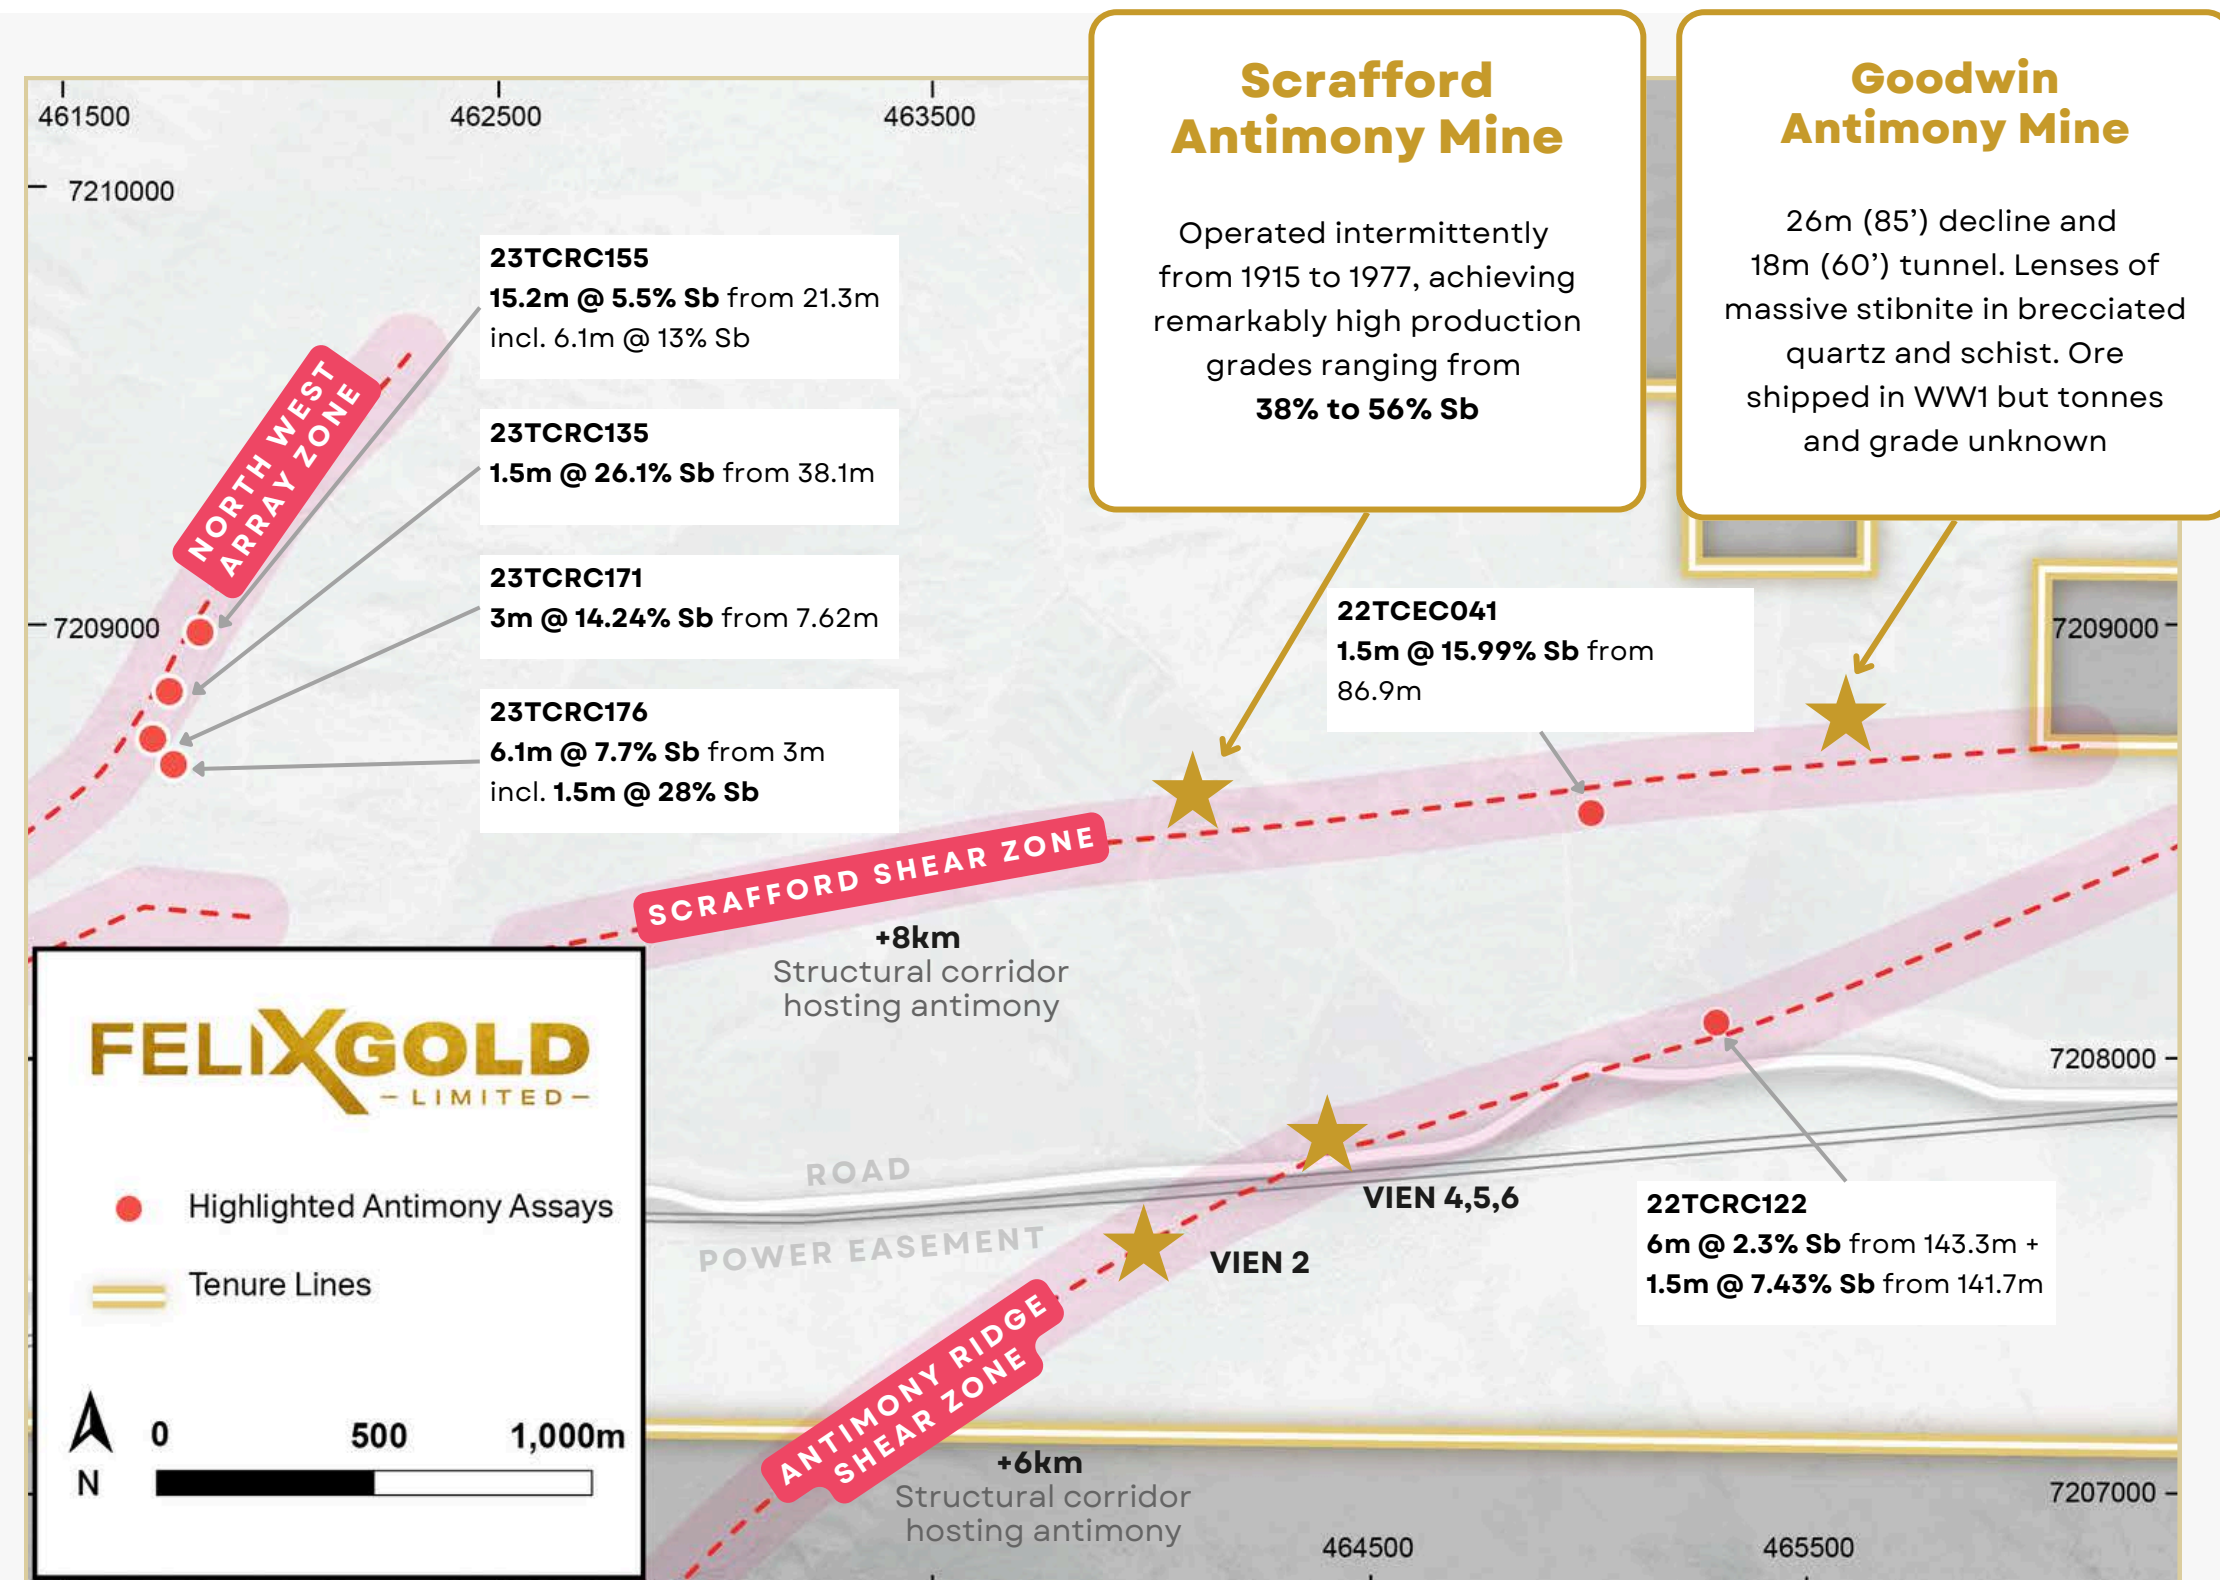 461500
462500
463500
7210000
7209000
Scrafford
Antimony Mine
Operated intermittently
from 1915 to 1977, achieving
remarkably high production
grades ranging from
38% to 56% Sb
Goodwin
Antimony Mine
26m (85’) decline and
18m (60’) tunnel. Lenses of
massive stibnite in brecciated
quartz and schist. Ore
shipped in WW1 but tonnes
and grade unknown
23TCRC155
15.2m @ 5.5% Sb from 21.3m
incl. 6.1m @ 13% Sb
23TCRC135
1.5m @ 26.1% Sb from 38.1m
23TCRC171
3m @ 14.24% Sb from 7.62m
23TCRC176
6.1m @ 7.7% Sb from 3m
incl. 1.5m @ 28% Sb
NORTH WEST
ARRAY ZONE
22TCEC041
1.5m @ 15.99% Sb from
86.9m
7209000
SCRAFFORD SHEAR ZONE
+8km
Structural corridor
hosting antimony
7208000
ROAD
POWER EASEMENT
VIEN 4,5,6
VIEN 2
22TCRC122
6m @ 2.3% Sb from 143.3m +
1.5m @ 7.43% Sb from 141.7m
ANTIMONY RIDGE
SHEAR ZONE
+6km
Structural corridor
hosting antimony
7207000
464500
465500
FELIXGOLD
LIMITED
Highlighted Antimony Assays
Tenure Lines
0 500 1,000m
N